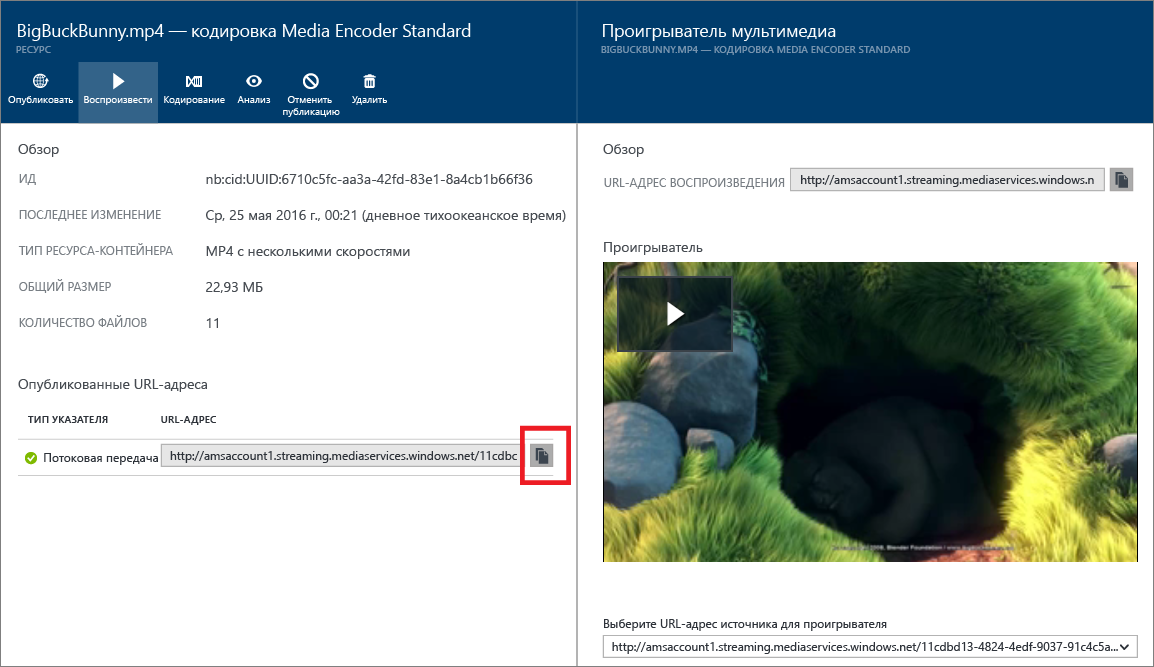 BigBuckBunny.mp4 — кодировка Media Encoder Standard
РЕСУРС
Опубликовать
Воспроизвести
Кодирование
Анализ
Отменить
публикацию
Удалить
Обзор
ИД nb:cid:UUID:6710c5fc-aa3a-42fd-83e1-8a4cb1b66f36
ПОСЛЕДНЕЕ ИЗМЕНЕНИЕ Ср, 25 мая 2016 г., 00:21 (дневное тихоокеанское время)
ТИП РЕСУРСА-КОНТЕЙНЕРА MP4 с несколькими скоростями
ОБЩИЙ РАЗМЕР 22,93 МБ
КОЛИЧЕСТВО ФАЙЛОВ 11
Опубликованные URL-адреса
ТИП УКАЗАТЕЛЯ URL-АДРЕС
Потоковая передача http://amsaccount1.streaming.mediaservices.windows.net/11cdbc
Проигрыватель мультимедиа
BIGBUCKBUNNY.MP4 — КОДИРОВКА MEDIA ENCODER STANDARD
Обзор
URL-АДРЕС ВОСПРОИЗВЕДЕНИЯ http://amsaccount1.streaming.mediaservices.windows.n
Проигрыватель
2008, Blender Foundation / www.
Выберите URL-адрес источника для проигрывателя
http://amsaccount1.streaming.mediaservices.windows.net/11cdbd13-4824-4edf-9037-91c4c5a...